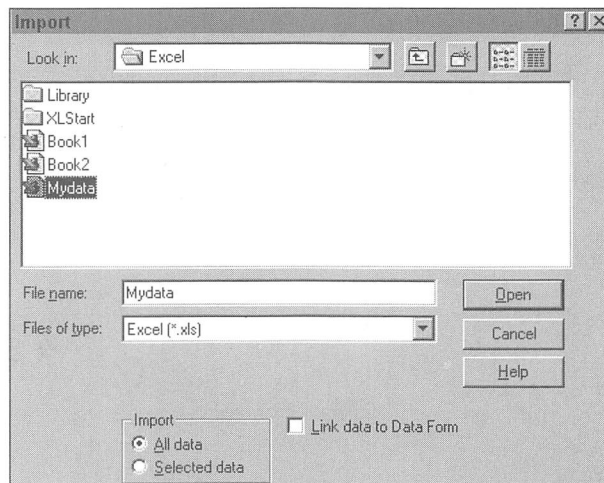 Import
Look in: Excel
Library
XLStart
Book1
Book2
Mydata
File name: Mydata Open
Files of type: Excel (*.xls) Cancel
Help
Import
All data
Link data to Data Form
Selected data